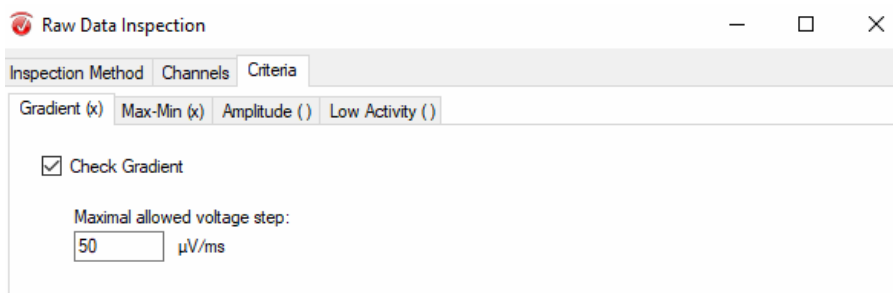 Raw Data Inspection
Inspection Method Channels Criteria
Gradient (x) Max-Min (x) Amplitude ( ) Low Activity ( )
Check Gradient
Maximal allowed voltage step:
50 µV/ms